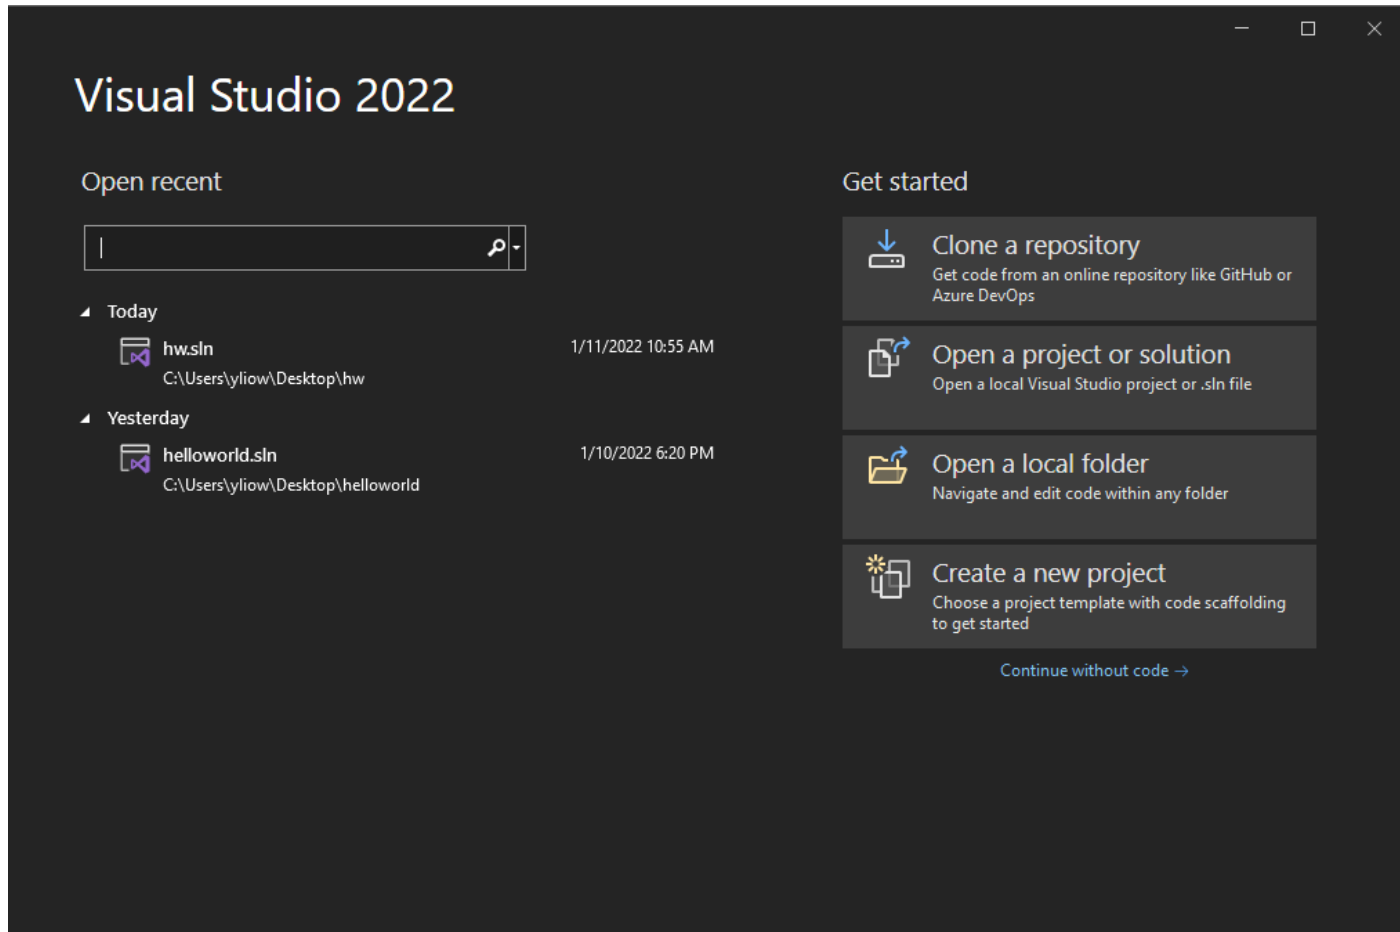 Visual Studio 2022
Open recent
Today
hw.sln
1/11/2022 10:55 AM
C:\Users\yliow\Desktop\hw
Yesterday
helloworld.sln
1/10/2022 6:20 PM
C:\Users\yliow\Desktop\helloworld
Get started
Clone a repository
Get code from an online repository like GitHub or
Azure DevOps
Open a project or solution
Open a local Visual Studio project or .sln file
Open a local folder
Navigate and edit code within any folder
Create a new project
Choose a project template with code scaffolding
to get started
Continue without code →